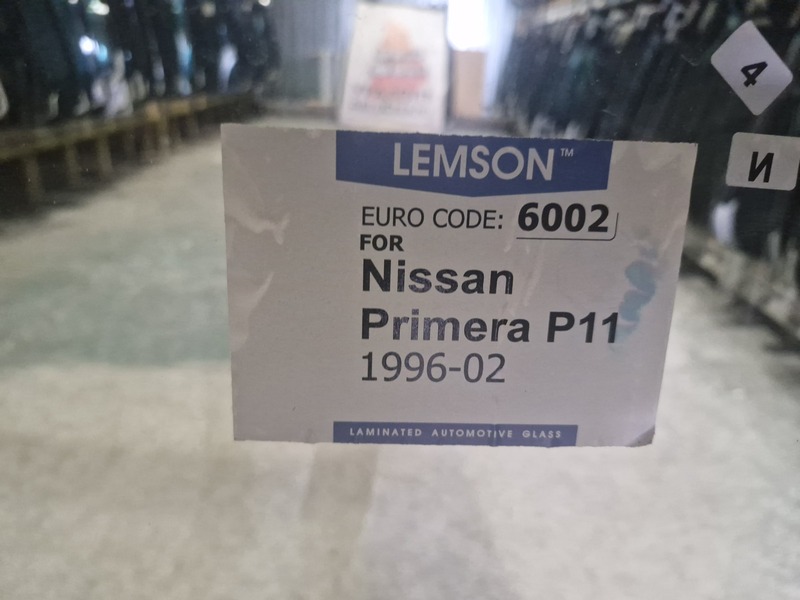 LEMSON™
EURO CODE: 6002
FOR
Nissan
Primera P11
1996-02
LAMINATED AUTOMOTIVE GLASS
4
И